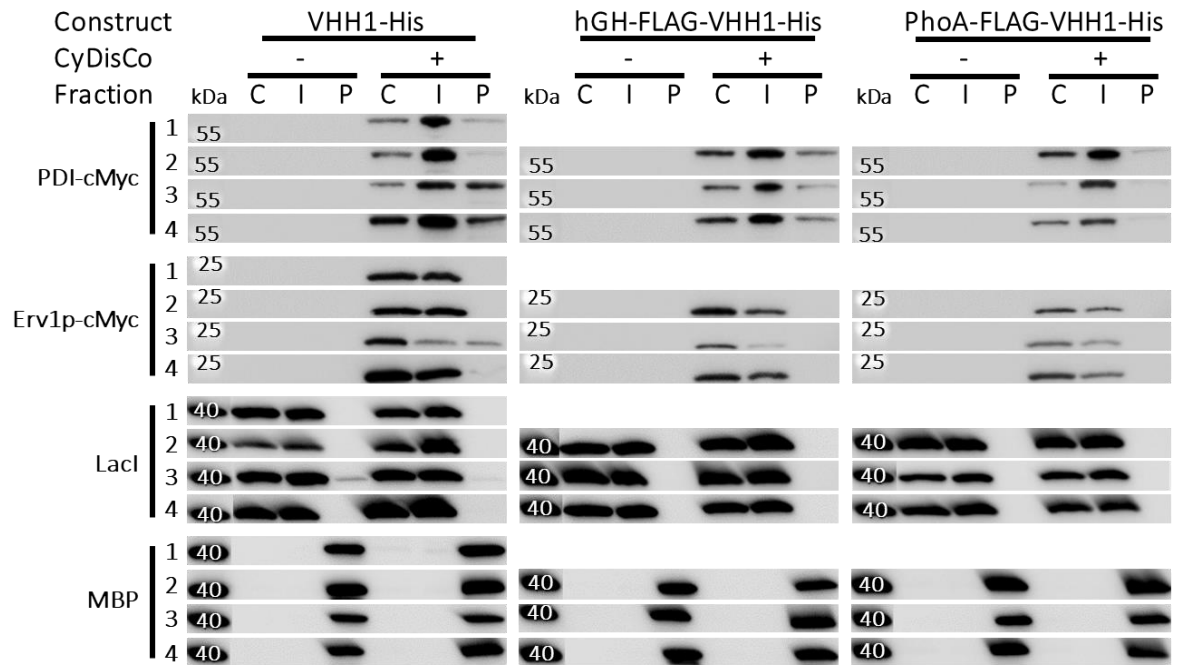 Construct VHH1-His hGH-FLAG-VHH1-His PhoA-FLAG-VHH1-His
CyDisCo - + - + - +
Fraction kDa C I P C I P kDa C I P C I P kDa C I P C I P
PDI-cMyc
1 55
2 55 55 55
3 55 55 55
4 55 55 55
Erv1p-cMyc
1 25
2 25 25 25
3 25 25 25
4 25 25 25
LacI
1 40
2 40 40 40
3 40 40 40
4 40 40 40
MBP
1 40
2 40 40 40
3 40 40 40
4 40 40 40